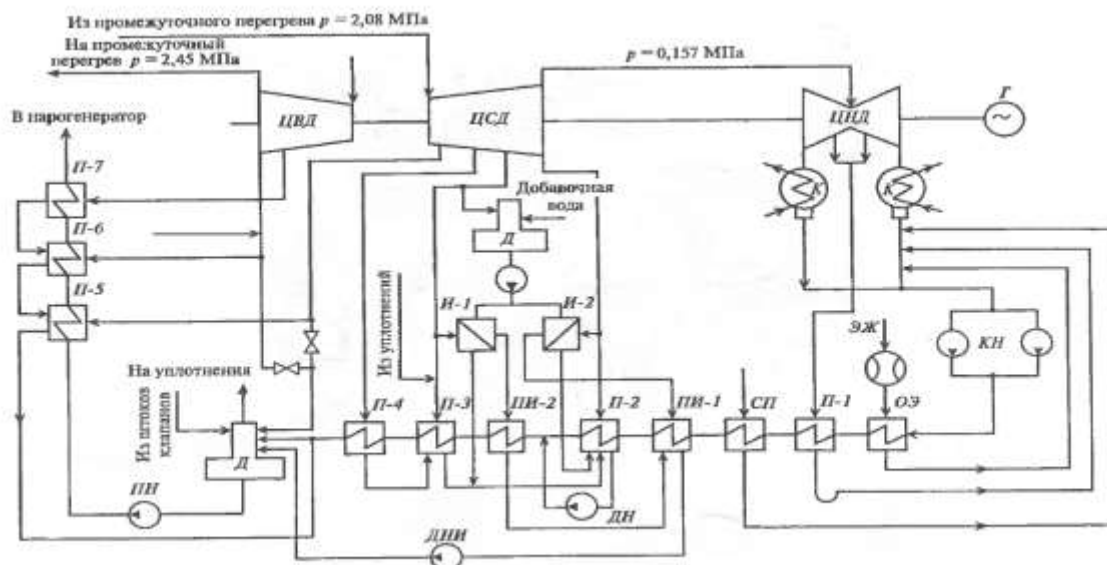 Из промежуточного перегрева p = 2,08 МПа
На промежуточный
перегрев p = 2,45 МПа
p = 0,157 МПа
Г
~
ЦВД
ЦСД
ЦНД
В парогенератор
П-7
Добавочная
вода
К
К
П-6
Д
П-5
Из уплотнений
И-1
И-2
ЭЖ
КН
На уплотнения
Из штоков
клапанов
П-4
П-3
ПИ-2
П-2
ПИ-1
СП
П-1
ОЭ
Д
ПН
ДН
ДНИ